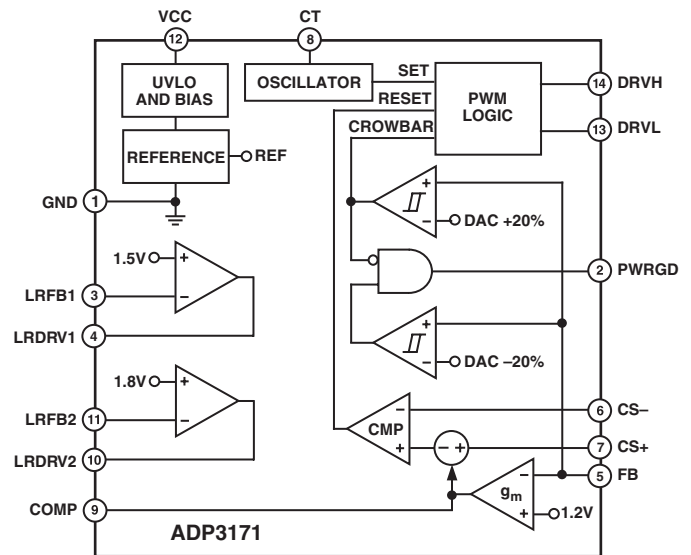 VCC
CT
12
8
UVLO
AND BIAS
OSCILLATOR
SET
RESET
CROWBAR
PWM
LOGIC
14 DRVH
13 DRVL
REFERENCE
REF
GND 1
+
–
DAC +20%
1.5V
+
–
LRFB1 3
LRDRV1 4
2 PWRGD
+
–
DAC –20%
1.8V
+
–
LRFB2 11
LRDRV2 10
–
CMP
+
– +
6 CS–
7 CS+
5 FB
–
gm
+
1.2V
COMP 9
ADP3171